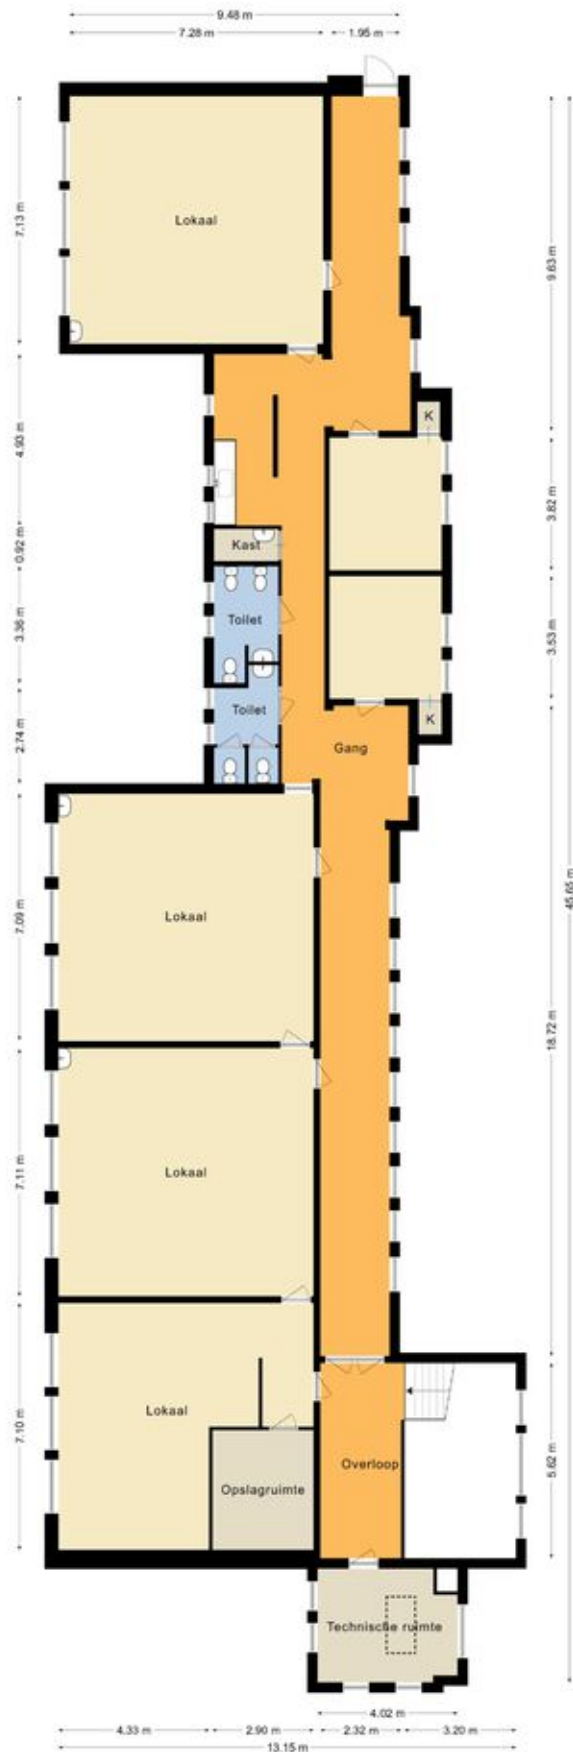 9.48 m
7.28 m
1.95 m
7.13 m
Lokaal
9.63 m
4.93 m
K
3.82 m
0.92 m
Kast
3.36 m
Toilet
3.53 m
2.74 m
Toilet
K
Gang
45.65 m
7.09 m
Lokaal
18.72 m
7.11 m
Lokaal
7.10 m
Lokaal
Opslagruimte
Overloop
5.62 m
Technische ruimte
4.02 m
4.33 m
2.90 m
2.32 m
3.20 m
13.15 m